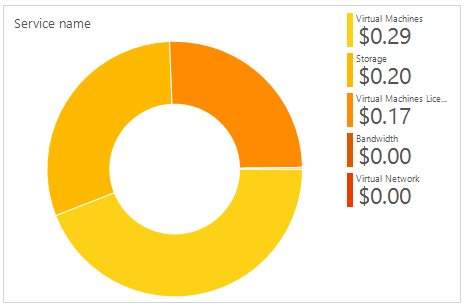 Service name
Virtual Machines
$0.29
Storage
$0.20
Virtual Machines Lice...
$0.17
Bandwidth
$0.00
Virtual Network
$0.00